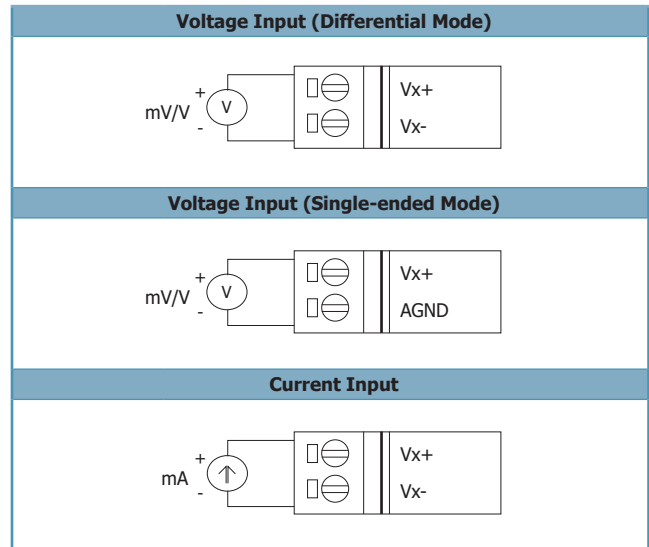 Voltage Input (Differential Mode)
+
mV/V
V
-
Vx+
Vx-
Voltage Input (Single-ended Mode)
+
mV/V
V
-
Vx+
AGND
Current Input
+
mA
-
Vx+
Vx-